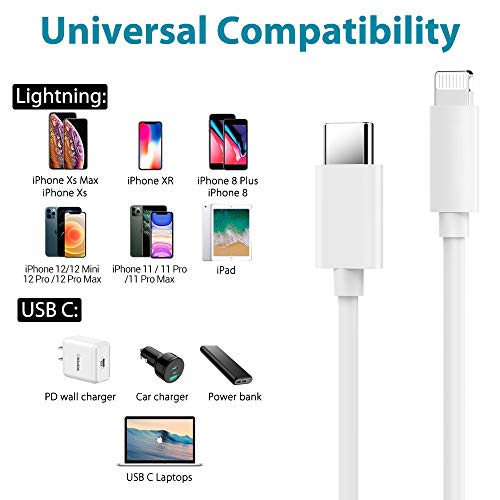 Universal Compatibility
Lightning:
iPhone Xs Max
iPhone Xs
iPhone XR
iPhone 8 Plus
iPhone 8
iPhone 12/12 Mini
12 Pro /12 Pro Max
iPhone 11 / 11 Pro
/11 Pro Max
iPad
USB C:
PD wall charger
Car charger
Power bank
USB C Laptops